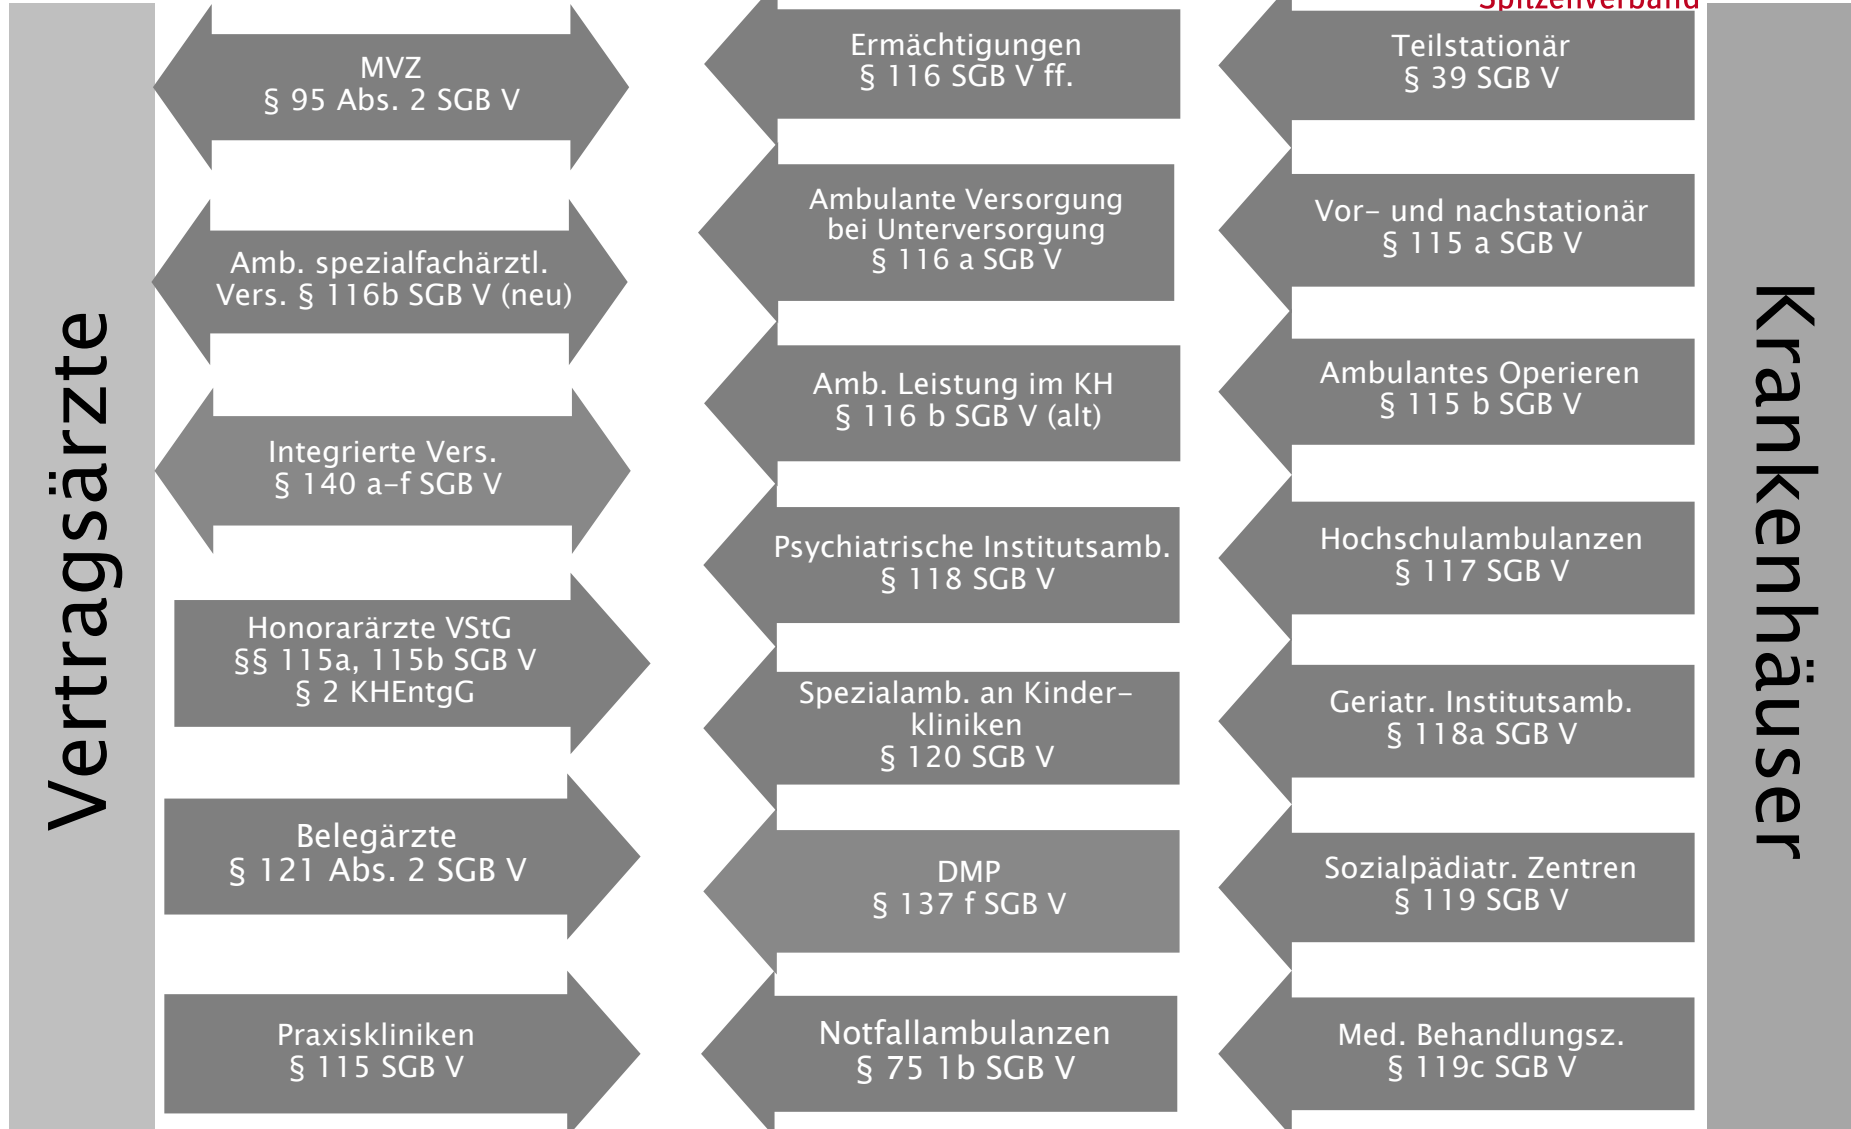 Spitzenverband
Vertragsärzte
MVZ
§ 95 Abs. 2 SGB V
Amb. spezialfachärztl.
Vers. § 116b SGB V (neu)
Integrierte Vers.
§ 140 a–f SGB V
Honorarärzte VStG
§§ 115a, 115b SGB V
§ 2 KHEntgG
Belegärzte
§ 121 Abs. 2 SGB V
Praxiskliniken
§ 115 SGB V
Ermächtigungen
§ 116 SGB V ff.
Ambulante Versorgung
bei Unterversorgung
§ 116 a SGB V
Amb. Leistung im KH
§ 116 b SGB V (alt)
Psychiatrische Institutsamb.
§ 118 SGB V
Spezialamb. an Kinder–
kliniken
§ 120 SGB V
DMP
§ 137 f SGB V
Notfallambulanzen
§ 75 1b SGB V
Teilstationär
§ 39 SGB V
Vor– und nachstationär
§ 115 a SGB V
Ambulantes Operieren
§ 115 b SGB V
Hochschulambulanzen
§ 117 SGB V
Geriatr. Institutsamb.
§ 118a SGB V
Sozialpädiatr. Zentren
§ 119 SGB V
Med. Behandlungsz.
§ 119c SGB V
Krankenhäuser